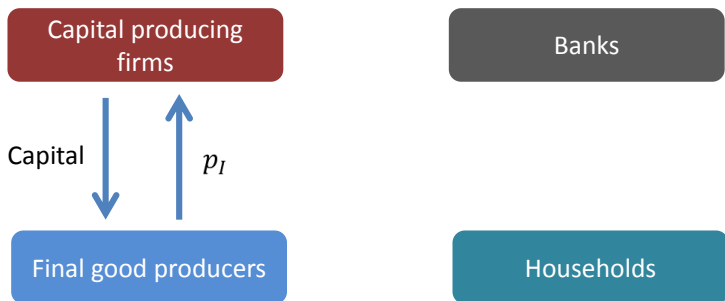 Capital producing
firms
Banks
Capital
p_I
Final good producers
Households